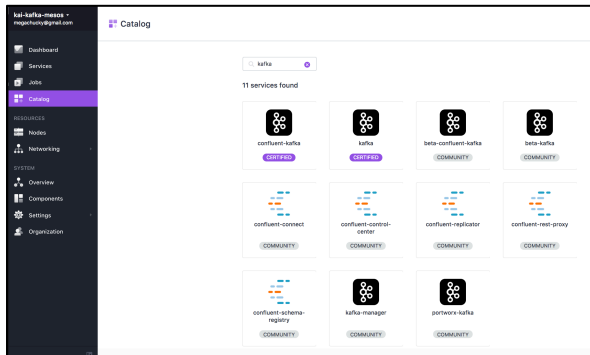 kai-kafka-mesos
megachucky@gmail.com
Catalog
Dashboard
Services
Jobs
Catalog
RESOURCES
Nodes
Networking
SYSTEM
Overview
Components
Settings
Organization
kafka
11 services found
confluent-kafka
CERTIFIED
kafka
CERTIFIED
beta-confluent-kafka
COMMUNITY
beta-kafka
COMMUNITY
confluent-connect
COMMUNITY
confluent-control-
center
COMMUNITY
confluent-replicator
COMMUNITY
confluent-rest-proxy
COMMUNITY
confluent-schema-
registry
COMMUNITY
kafka-manager
COMMUNITY
portworx-kafka
COMMUNITY